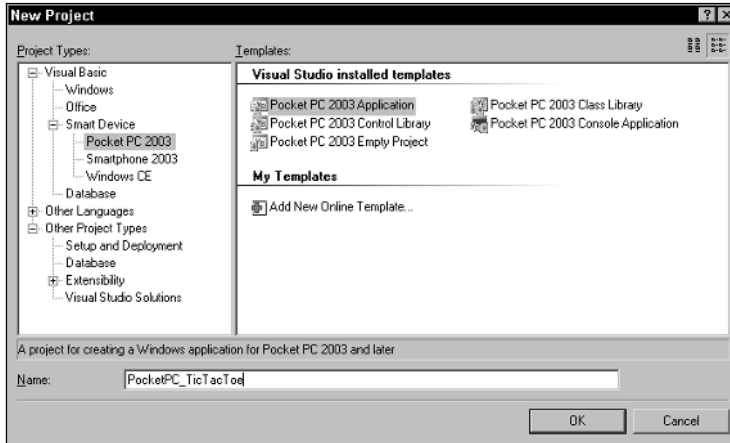 New Project
Project Types:
Templates:
Visual Basic
Windows
Office
Smart Device
Pocket PC 2003
Smartphone 2003
Windows CE
Database
Other Languages
Other Project Types
Setup and Deployment
Database
Extensibility
Visual Studio Solutions
Visual Studio installed templates
Pocket PC 2003 Application
Pocket PC 2003 Class Library
Pocket PC 2003 Control Library
Pocket PC 2003 Console Application
Pocket PC 2003 Empty Project
My Templates
Add New Online Template...
A project for creating a Windows application for Pocket PC 2003 and later
Name: PocketPC_TicTacToe
OK Cancel